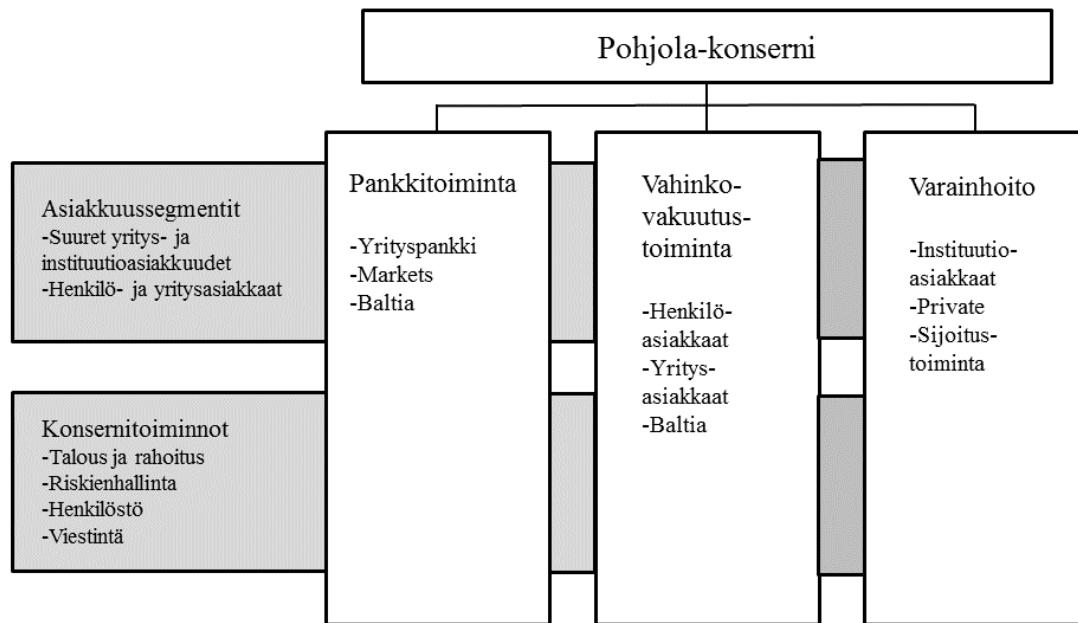 Pohjola-konserni
Asiakkuussegmentit
-Suuret yritys- ja
instituutioasiakkuudet
-Henkilö- ja yritysasiakkaat
Konsernitoiminnot
-Talous ja rahoitus
-Riskienhallinta
-Henkilöstö
-Viestintä
Pankkitoiminta
-Yrityspankki
-Markets
-Baltia
Vahinko-
vakuutus-
toiminta
-Henkilö-
asiakkaat
-Yritys-
asiakkaat
-Baltia
Varainhoito
-Instituutio-
asiakkaat
-Private
-Sijoitus-
toiminta